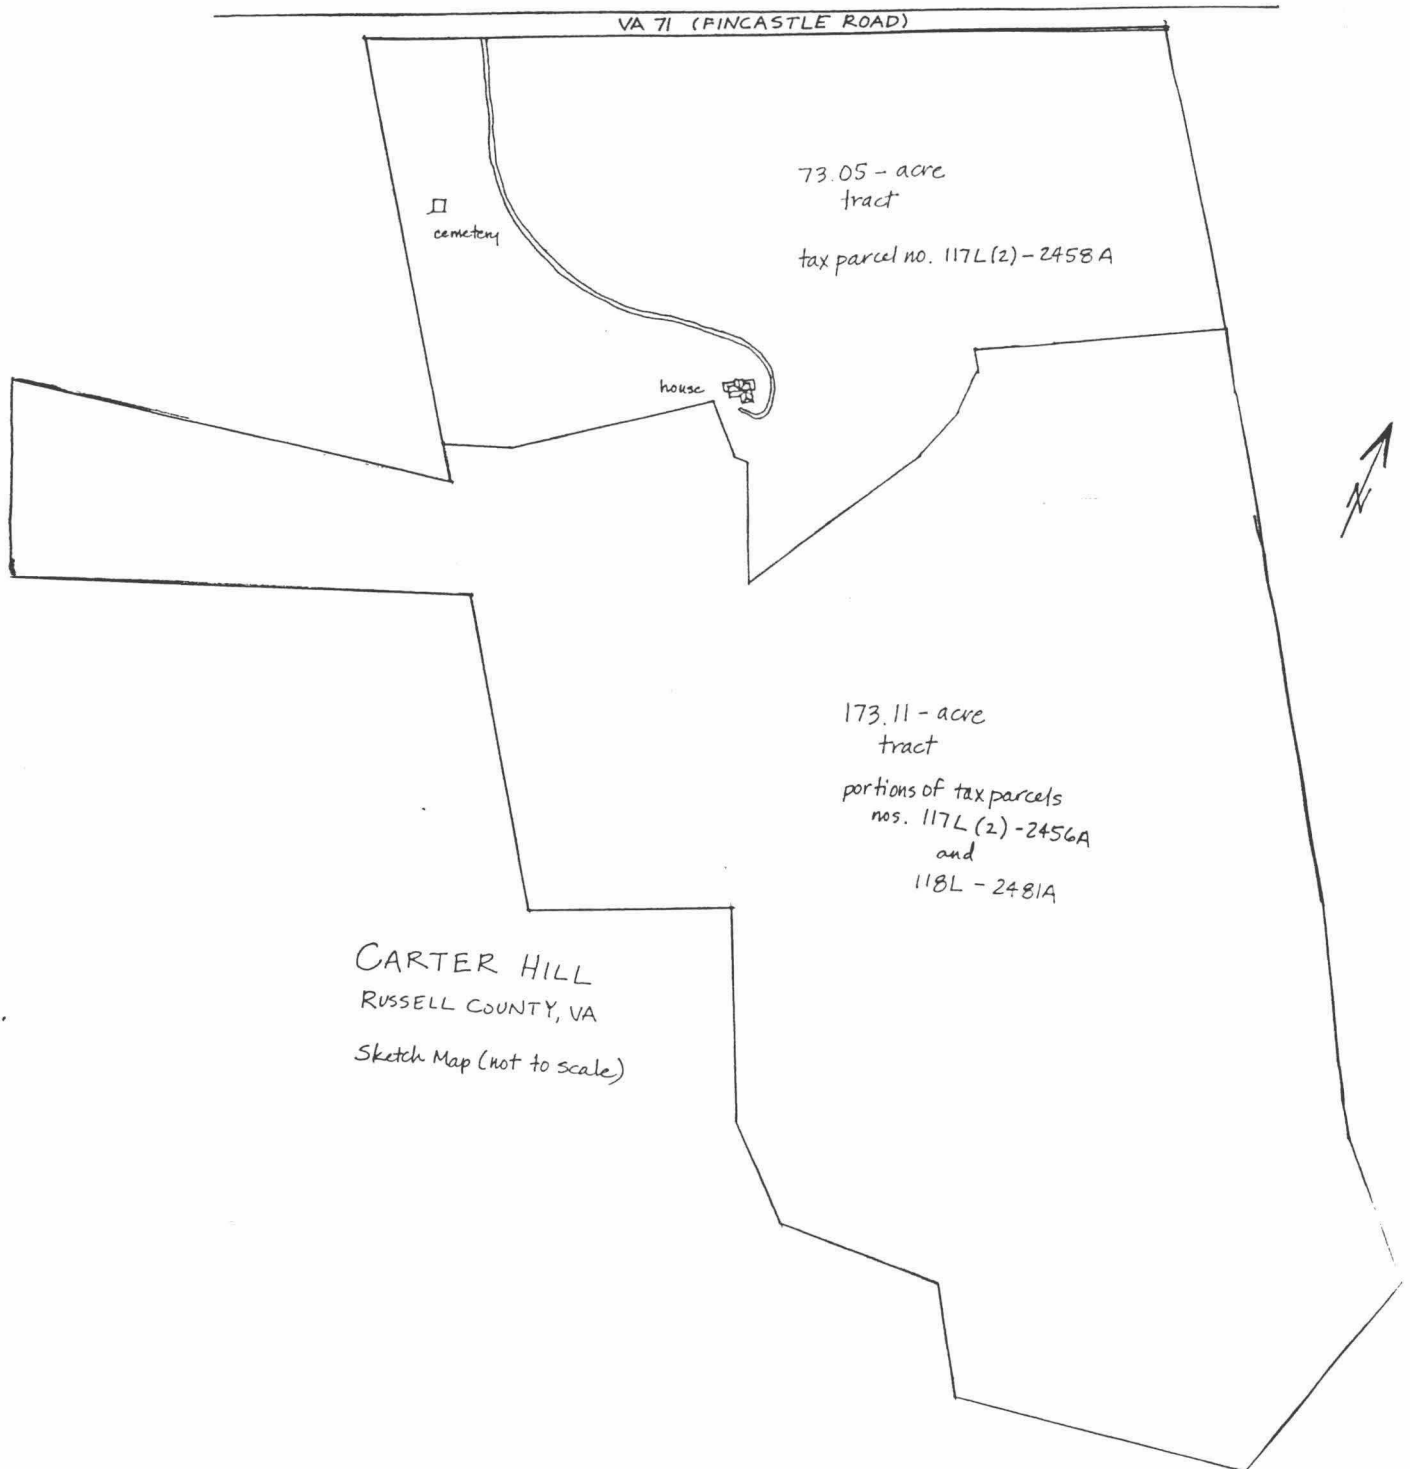 VA 71 (FINCASTLE ROAD)
73.05 - acre
tract
tax parcel no. 117L(2) - 2458A
cemetery
house
N
173.11 - acre
tract
portions of tax parcels
nos. 117L (2) - 2456A
and
118L - 2481A
CARTER HILL
RUSSELL COUNTY, VA
Sketch Map (not to scale)